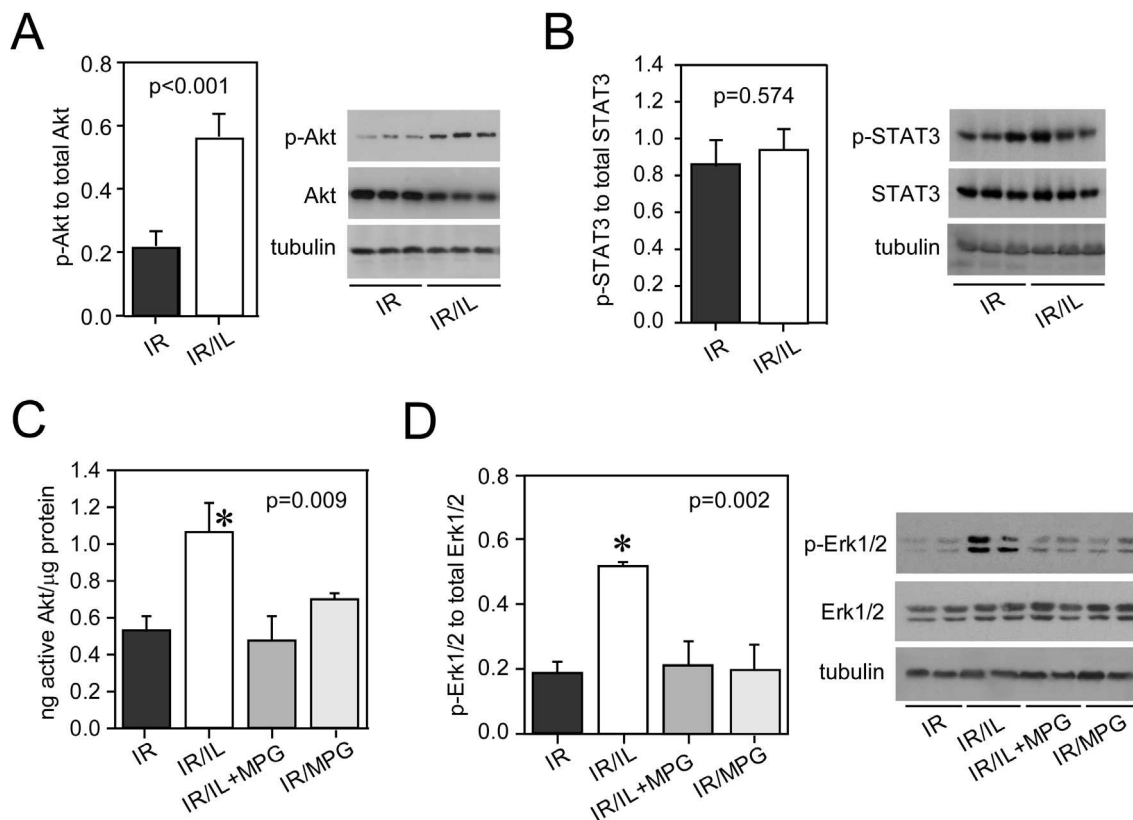 A
p-Akt to total Akt
0.8
0.6
0.4
0.2
0.0
p<0.001
IR
IR/IL
p-Akt
Akt
tubulin
IR
IR/IL
B
p-STAT3 to total STAT3
1.4
1.2
1.0
0.8
0.6
0.4
0.2
0.0
p=0.574
IR
IR/IL
p-STAT3
STAT3
tubulin
IR
IR/IL
C
ng active Akt/μg protein
1.4
1.2
1.0
0.8
0.6
0.4
0.2
0.0
p=0.009
*
IR
IR/IL
IR/IL+MPG
IR/MPG
D
p-Erk1/2 to total Erk1/2
0.8
0.6
0.4
0.2
0.0
p=0.002
*
IR
IR/IL
IR/IL+MPG
IR/MPG
p-Erk1/2
Erk1/2
tubulin
IR
IR/IL
IR/IL+MPG
IR/MPG